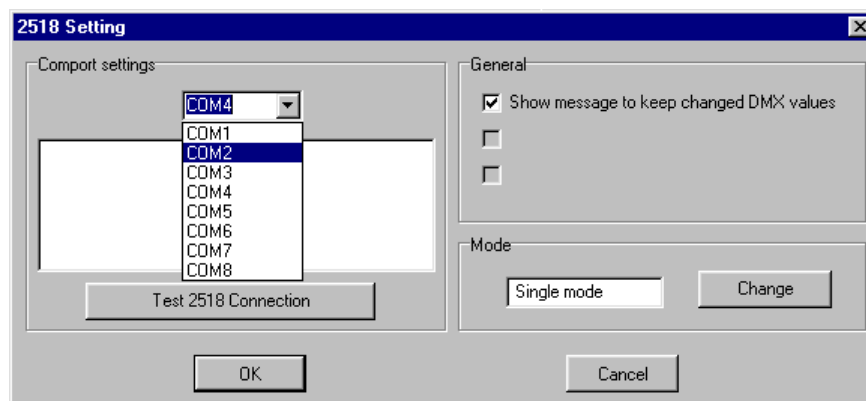 2518 Setting
Comport settings
COM4
COM1
COM2
COM3
COM4
COM5
COM6
COM7
COM8
Test 2518 Connection
General
Show message to keep changed DMX values
Mode
Single mode
Change
OK
Cancel